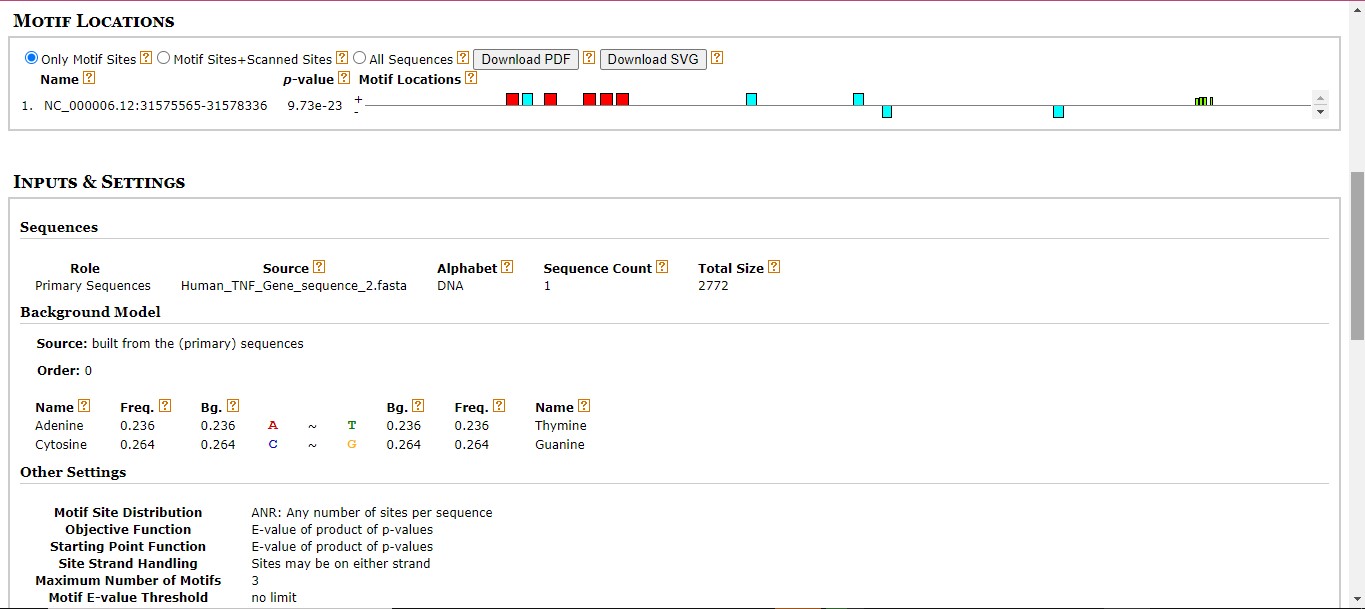 Motif Locations
Only Motif Sites ? Motif Sites+Scanned Sites ? All Sequences ? Download PDF ? Download SVG ?
Name ? p-value ? Motif Locations ?
1. NC_000006.12:31575565-31578336 9.73e-23 +
-
Inputs & Settings
Sequences
Role Source ? Alphabet ? Sequence Count ? Total Size ?
Primary Sequences Human_TNF_Gene_sequence_2.fasta DNA 1 2772
Background Model
Source: built from the (primary) sequences
Order: 0
Name ? Freq. ? Bg. ? Bg. ? Freq. ? Name ?
Adenine 0.236 0.236 A ~ T 0.236 0.236 Thymine
Cytosine 0.264 0.264 C ~ G 0.264 0.264 Guanine
Other Settings
Motif Site Distribution ANR: Any number of sites per sequence
Objective Function E-value of product of p-values
Starting Point Function E-value of product of p-values
Site Strand Handling Sites may be on either strand
Maximum Number of Motifs 3
Motif E-value Threshold no limit